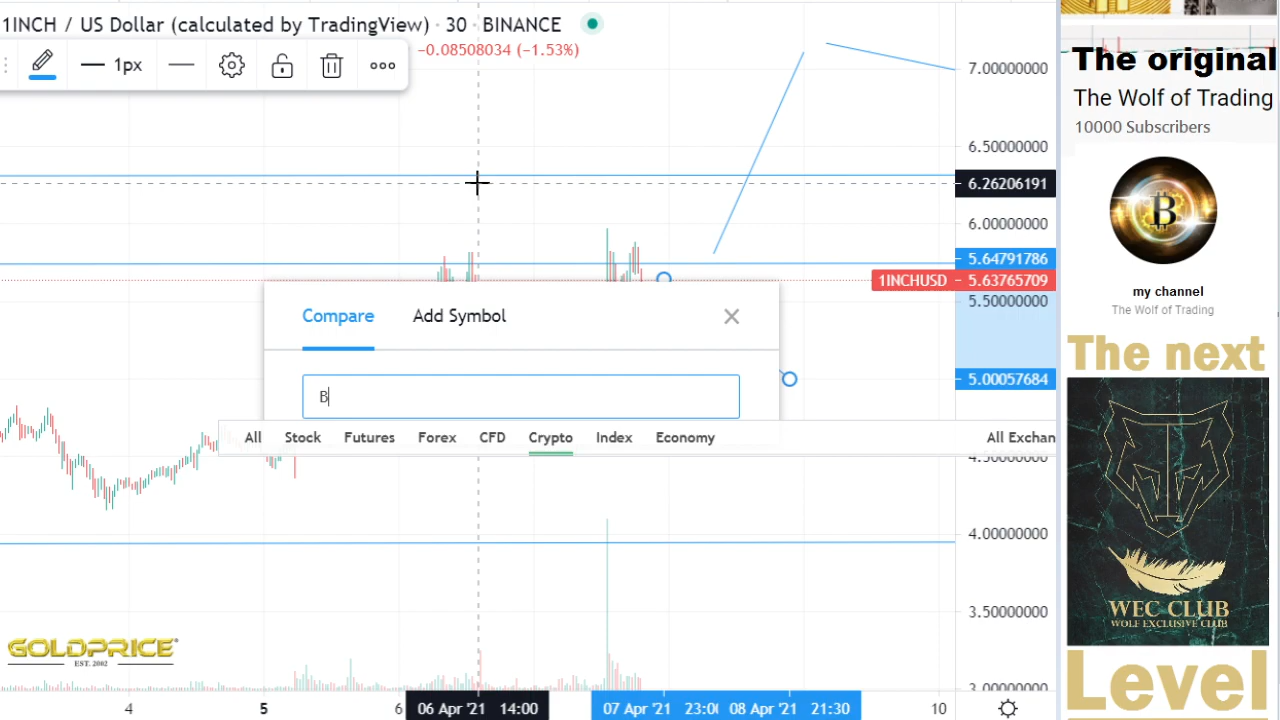 1INCH / US Dollar (calculated by TradingView) · 30 · BINANCE
−0.08508034 (−1.53%)
1px
7.00000000
6.50000000
6.26206191
6.00000000
5.64791786
1INCHUSD
5.63765709
5.50000000
5.00057684
4.50000000
4.00000000
3.50000000
3.00000000
Compare
Add Symbol
B
All
Stock
Futures
Forex
CFD
Crypto
Index
Economy
All Exchan
GOLDPRICE
EST. 2002
4
5
6
06 Apr '21 14:00
07 Apr '21 23:00
08 Apr '21 21:30
10
The original
The Wolf of Trading
10000 Subscribers
B
my channel
The Wolf of Trading
The next
WEC CLUB
WOLF EXCLUSIVE CLUB
Level